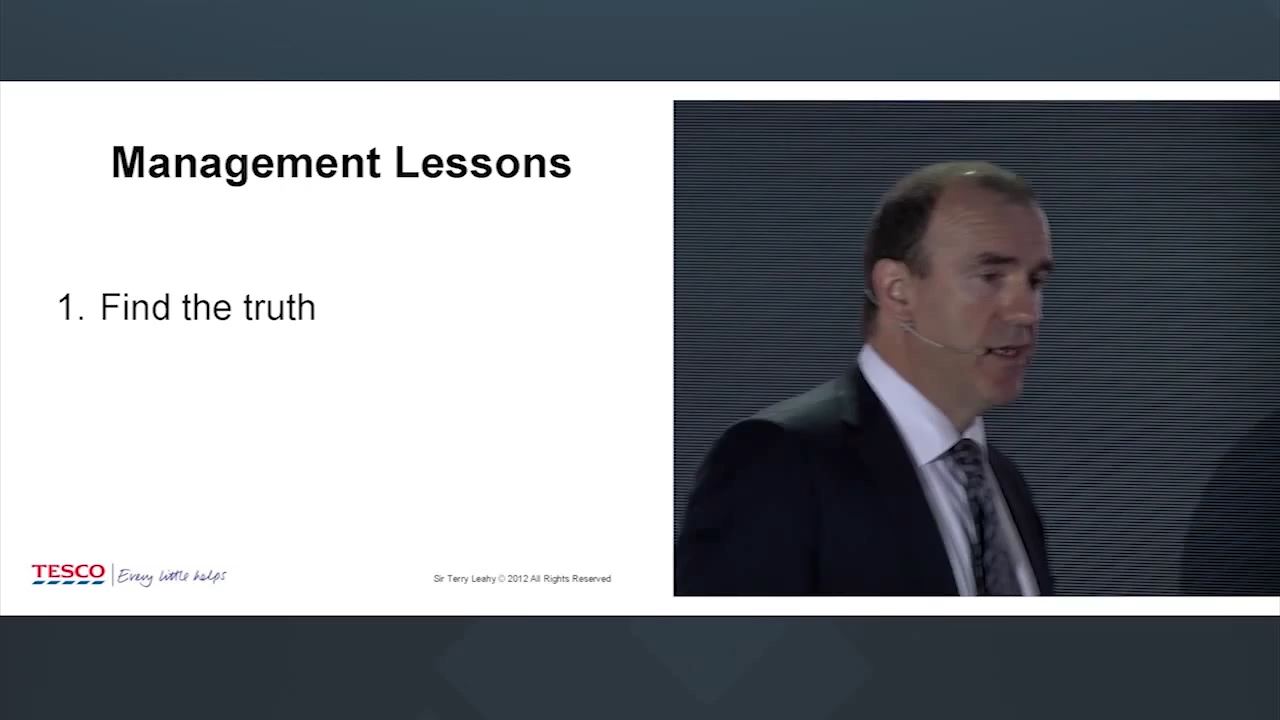 Management Lessons
1. Find the truth
TESCO
Every little helps
Sir Terry Leahy © 2012 All Rights Reserved